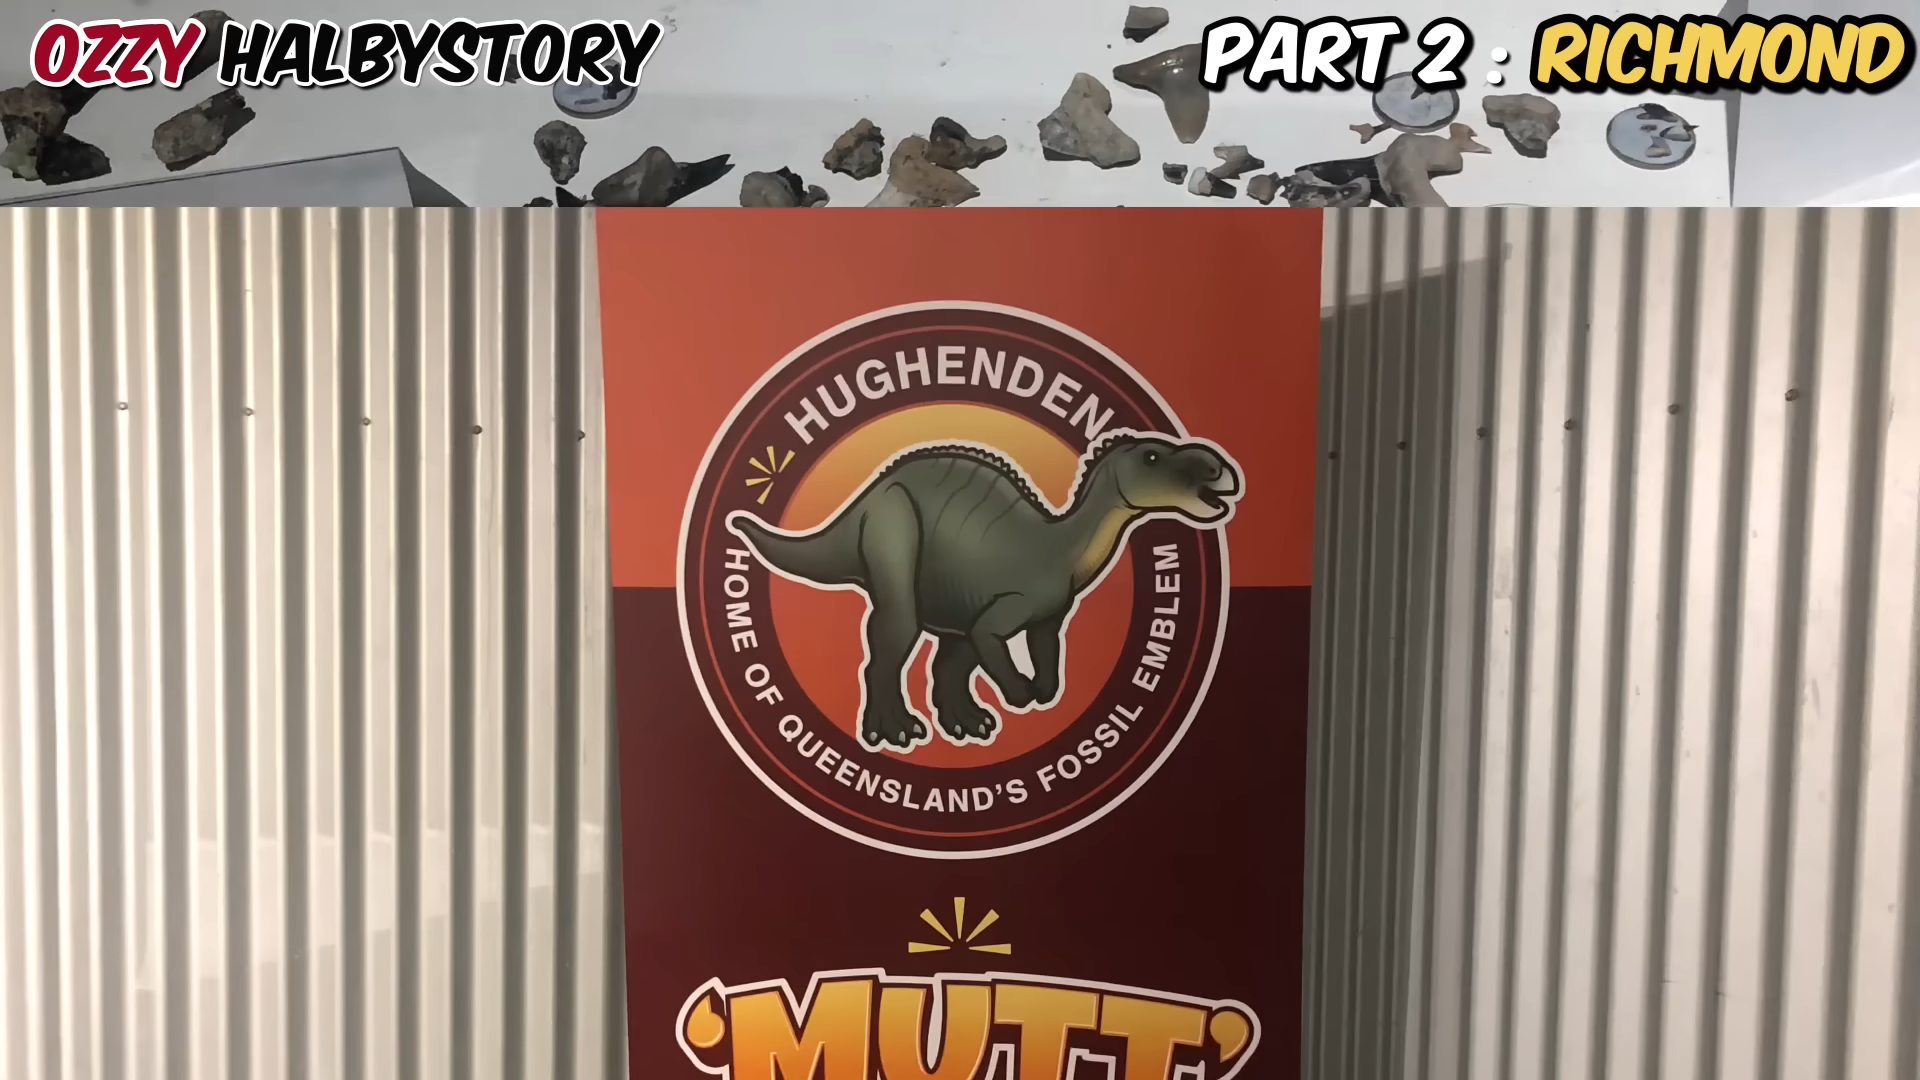 OZZY HALBYSTORY
PART 2 : RICHMOND
HUGHENDEN
HOME OF QUEENSLAND'S FOSSIL EMBLEM
'MUTT'